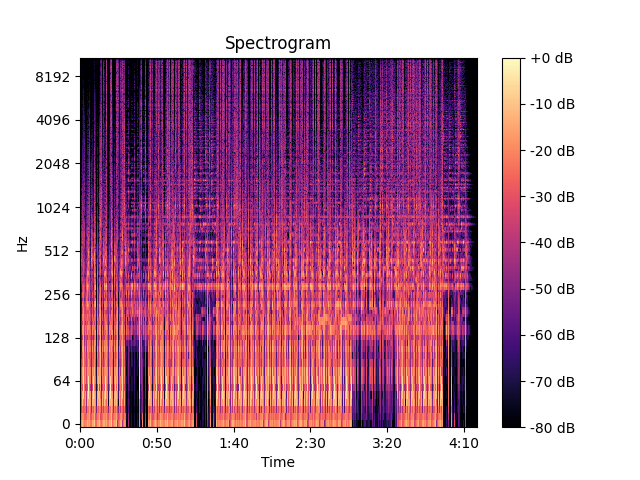 Spectrogram
Hz
8192
4096
2048
1024
512
256
128
64
0
0:00
0:50
1:40
2:30
3:20
4:10
Time
+0 dB
-10 dB
-20 dB
-30 dB
-40 dB
-50 dB
-60 dB
-70 dB
-80 dB